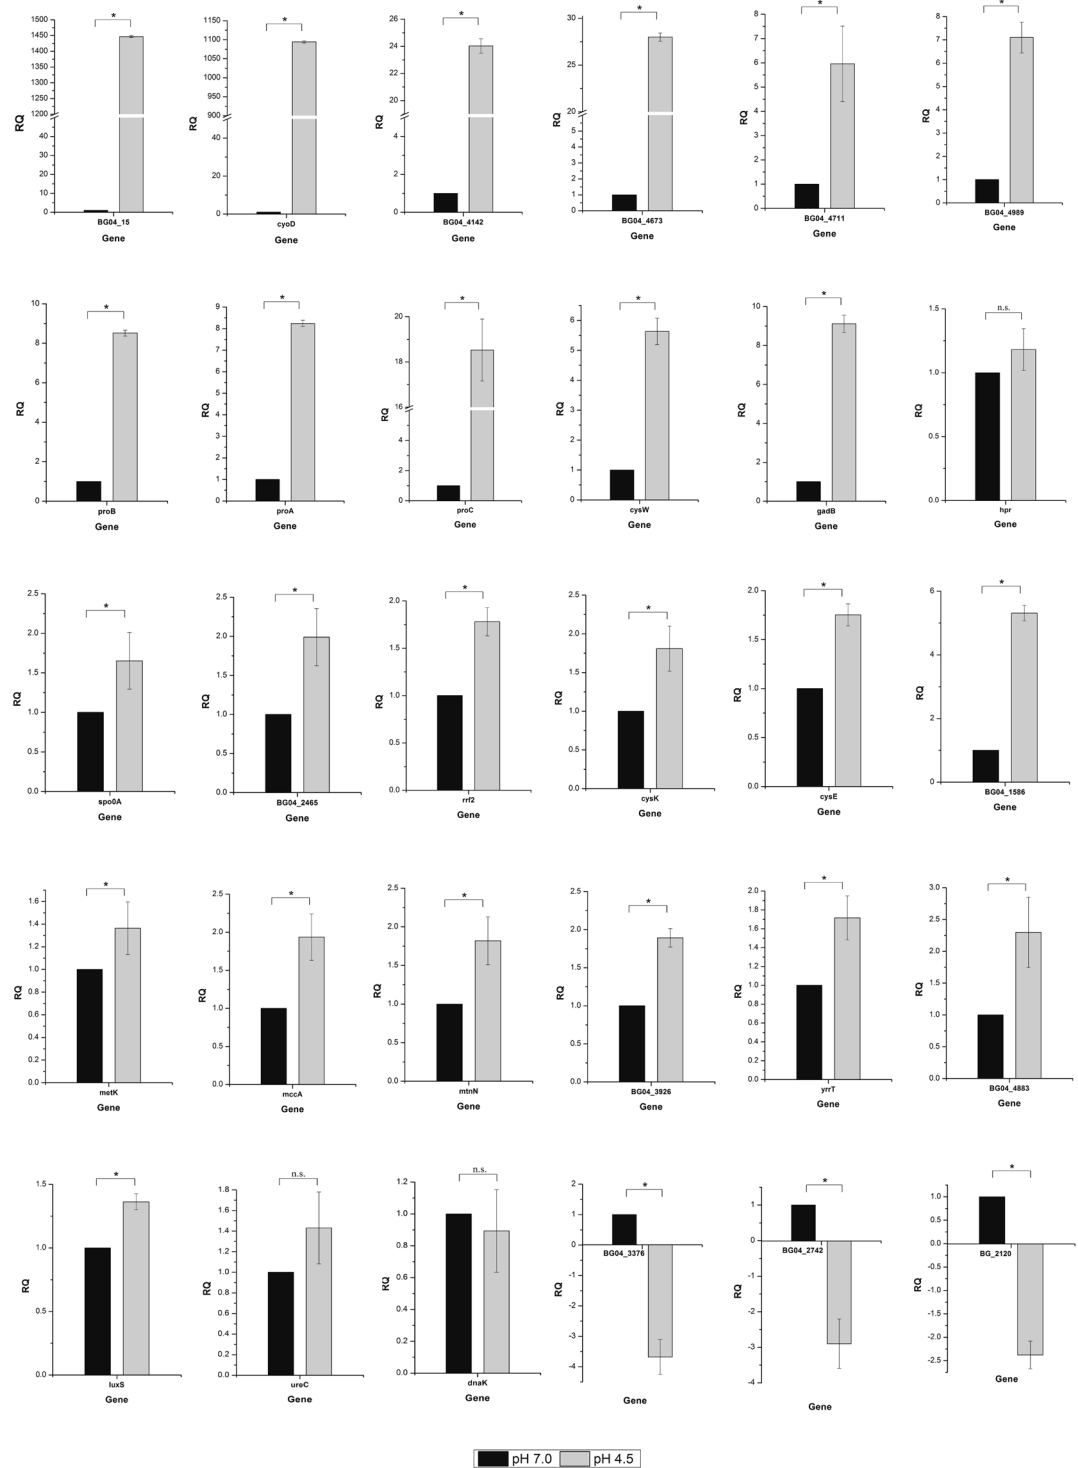 *
1500
1450
1400
1350
1300
1250
1200
50
40
30
20
10
0
RQ
BG04_15
Gene
*
1150
1100
1050
1000
950
900
40
20
0
RQ
cyoD
Gene
*
26
24
22
20
4
2
0
RQ
BG04_4142
Gene
*
30
25
20
5
4
3
2
1
0
RQ
BG04_4673
Gene
*
8
7
6
5
4
3
2
1
0
RQ
BG04_4711
Gene
*
8
7
6
5
4
3
2
1
0
RQ
BG04_4989
Gene
*
10
8
6
4
2
1
0
RQ
proB
Gene
*
9
8
7
6
5
4
3
2
1
0
RQ
proA
Gene
*
20
18
16
6
4
2
1
0
RQ
proC
Gene
*
6
5
4
3
2
1
0
RQ
cysW
Gene
*
10
8
6
4
2
1
0
RQ
gadB
Gene
n.s.
1.5
1.0
0.5
0.0
RQ
hpr
Gene
*
2.5
2.0
1.5
1.0
0.5
0.0
RQ
spo0A
Gene
*
2.5
2.0
1.5
1.0
0.5
0.0
RQ
BG04_2465
Gene
*
2.0
1.5
1.0
0.5
0.0
RQ
rrf2
Gene
*
2.5
2.0
1.5
1.0
0.5
0.0
RQ
cysK
Gene
*
2.0
1.5
1.0
0.5
0.0
RQ
cysE
Gene
*
6
4
2
1
0
RQ
BG04_1586
Gene
*
1.6
1.4
1.2
1.0
0.8
0.6
0.4
0.2
0.0
RQ
metK
Gene
*
2.5
2.0
1.5
1.0
0.5
0.0
RQ
mccA
Gene
*
2.5
2.0
1.5
1.0
0.5
0.0
RQ
mtnN
Gene
*
2.5
2.0
1.5
1.0
0.5
0.0
RQ
BG04_3926
Gene
*
2.0
1.8
1.6
1.4
1.2
1.0
0.8
0.6
0.4
0.2
0.0
RQ
yrrT
Gene
*
3.0
2.5
2.0
1.5
1.0
0.5
0.0
RQ
BG04_4883
Gene
*
1.5
1.0
0.5
0.0
RQ
luxS
Gene
n.s.
1.8
1.6
1.4
1.2
1.0
0.8
0.6
0.4
0.2
0.0
RQ
ureC
Gene
n.s.
1.2
1.0
0.8
0.6
0.4
0.2
0.0
RQ
dnaK
Gene
*
2
1
0
-1
-2
-3
-4
RQ
BG04_3376
Gene
*
1
0
-1
-2
-3
-4
RQ
BG04_2742
Gene
*
1.0
0.5
0.0
-0.5
-1.0
-1.5
-2.0
-2.5
RQ
BG_2120
Gene
pH 7.0 pH 4.5